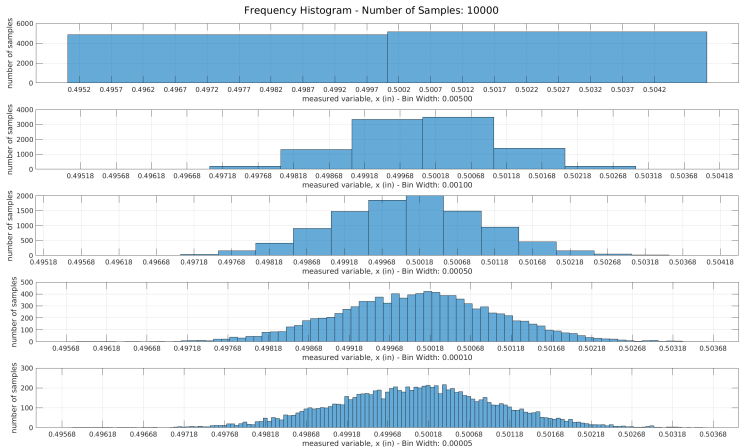 Frequency Histogram - Number of Samples: 10000
6000
4000
2000
0
number of samples
0.4952 0.4957 0.4962 0.4967 0.4972 0.4977 0.4982 0.4987 0.4992 0.4997 0.5002 0.5007 0.5012 0.5017 0.5022 0.5027 0.5032 0.5037 0.5042
measured variable, x (in) - Bin Width: 0.00500
4000
3000
2000
1000
0
number of samples
0.49518 0.49568 0.49618 0.49668 0.49718 0.49768 0.49818 0.49868 0.49918 0.49968 0.50018 0.50068 0.50118 0.50168 0.50218 0.50268 0.50318 0.50368 0.50418
measured variable, x (in) - Bin Width: 0.00100
2000
1500
1000
500
0
number of samples
0.49518 0.49568 0.49618 0.49668 0.49718 0.49768 0.49818 0.49868 0.49918 0.49968 0.50018 0.50068 0.50118 0.50168 0.50218 0.50268 0.50318 0.50368 0.50418
measured variable, x (in) - Bin Width: 0.00050
500
400
300
200
100
0
number of samples
0.49568 0.49618 0.49668 0.49718 0.49768 0.49818 0.49868 0.49918 0.49968 0.50018 0.50068 0.50118 0.50168 0.50218 0.50268 0.50318 0.50368
measured variable, x (in) - Bin Width: 0.00010
300
200
100
0
number of samples
0.49568 0.49618 0.49668 0.49718 0.49768 0.49818 0.49868 0.49918 0.49968 0.50018 0.50068 0.50118 0.50168 0.50218 0.50268 0.50318 0.50368
measured variable, x (in) - Bin Width: 0.00005